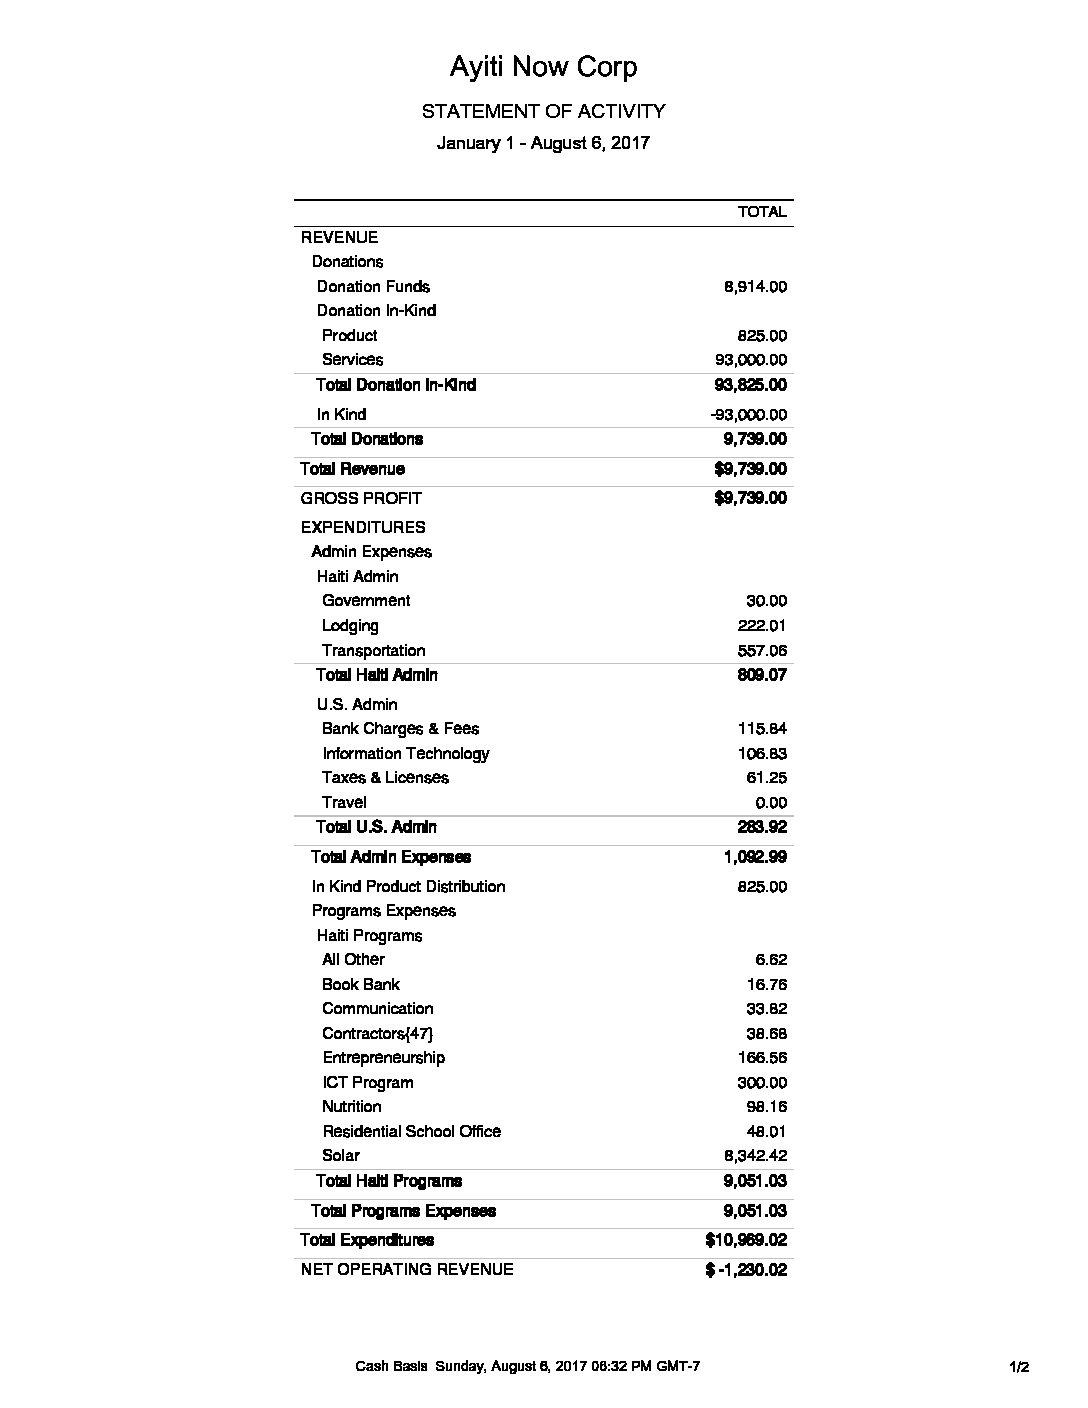 Ayiti Now Corp
STATEMENT OF ACTIVITY
January 1 - August 6, 2017
TOTAL
REVENUE
Donations
Donation Funds 8,914.00
Donation In-Kind
Product 825.00
Services 93,000.00
Total Donation In-Kind 93,825.00
In Kind -93,000.00
Total Donations 9,739.00
Total Revenue $9,739.00
GROSS PROFIT $9,739.00
EXPENDITURES
Admin Expenses
Haiti Admin
Government 30.00
Lodging 222.01
Transportation 557.06
Total Haiti Admin 809.07
U.S. Admin
Bank Charges & Fees 115.84
Information Technology 106.83
Taxes & Licenses 61.25
Travel 0.00
Total U.S. Admin 283.92
Total Admin Expenses 1,092.99
In Kind Product Distribution 825.00
Programs Expenses
Haiti Programs
All Other 6.62
Book Bank 16.76
Communication 33.82
Contractors{47} 38.68
Entrepreneurship 166.56
ICT Program 300.00
Nutrition 98.16
Residential School Office 48.01
Solar 8,342.42
Total Haiti Programs 9,051.03
Total Programs Expenses 9,051.03
Total Expenditures $10,969.02
NET OPERATING REVENUE $ -1,230.02
Cash Basis Sunday, August 6, 2017 06:32 PM GMT-7 1/2